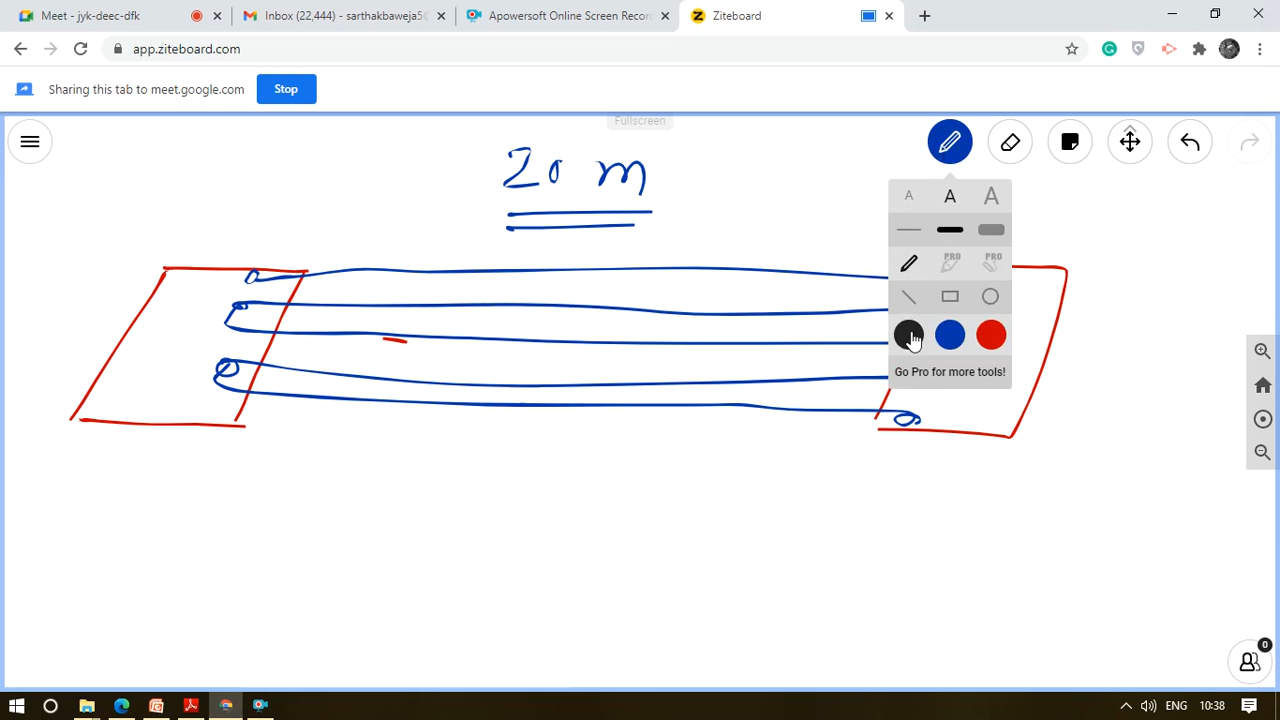 Meet - jyk-deec-dfk
Inbox (22,444) - sarthakbaweja5
Apowersoft Online Screen Recor
Ziteboard
app.ziteboard.com
Sharing this tab to meet.google.com
Stop
Fullscreen
20 m
A A A
PRO PRO
Go Pro for more tools!
0
ENG 10:38